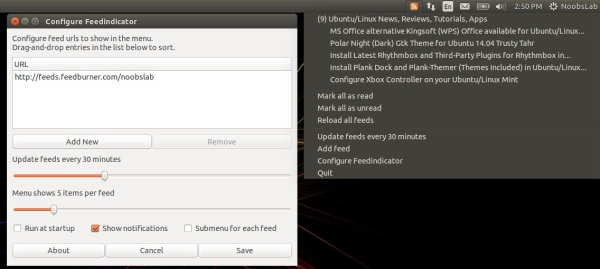 Configure Feedindicator
En
2:50 PM
NoobsLab
Configure feed urls to show in the menu.
Drag-and-drop entries in the list below to sort.
URL
http://feeds.feedburner.com/noobslab
Add New
Remove
Update feeds every 30 minutes
Menu shows 5 items per feed
Run at startup
Show notifications
Submenu for each feed
About
Cancel
Save
(9) Ubuntu/Linux News, Reviews, Tutorials, Apps
MS Office alternative Kingsoft (WPS) Office available for Ubuntu...
Polar Night (Dark) Gtk Theme for Ubuntu 14.04 Trusty Tahr
Install Latest Rhythmbox and Third-Party Plugins for Rhythmbox in...
Install Plank Dock and Plank-Themer (Themes Included) in Ubuntu/Linux...
Configure Xbox Controller on your Ubuntu/Linux Mint
Mark all as read
Mark all as unread
Reload all feeds
Update feeds every 30 minutes
Add feed
Configure Feedindicator
Quit